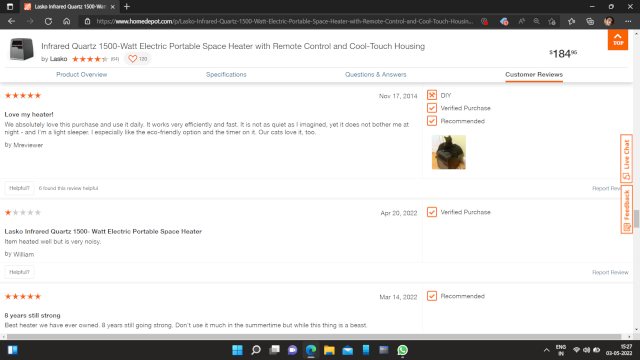 Lasko Infrared Quartz 1500-Wat
https://www.homedepot.com/p/Lasko-Infrared-Quartz-1500-Watt-Electric-Portable-Space-Heater-with-Remote-Control-and-Cool-Touch-Housin...
Infrared Quartz 1500-Watt Electric Portable Space Heater with Remote Control and Cool-Touch Housing
by Lasko (64) 120
$184.95
TOP
Product Overview
Specifications
Questions & Answers
Customer Reviews
Nov 17, 2014
DIY
Love my heater!
Verified Purchase
We absolutely love this purchase and use it daily. It works very efficiently and fast. It is not as quiet as I imagined, yet it does not bother me at
Recommended
night - and I'm a light sleeper. I especially like the eco-friendly option and the timer on it. Our cats love it, too.
by Mreviewer
Live Chat
Helpful? 6 found this review helpful
Report Review
Feedback
Apr 20, 2022
Verified Purchase
Lasko Infrared Quartz 1500- Watt Electric Portable Space Heater
Item heated well but is very noisy.
by William
Helpful?
Report Review
Mar 14, 2022
Recommended
8 years still strong
Best heater we have ever owned. 8 years still going strong. Don't use it much in the summertime but while this thing is a beast.
ENG
IN
15:27
03-05-2022